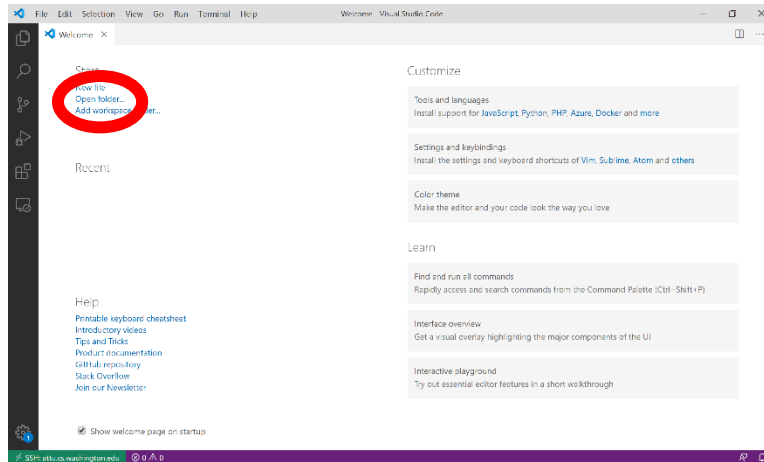 File Edit Selection View Go Run Terminal Help Welcome Visual Studio Code
Welcome
Start
New file
Open folder...
Add workspace
Recent
Help
Printable keyboard cheatsheet
Introductory videos
Tips and Tricks
Product documentation
GitHub repository
Stack Overflow
Join our Newsletter
Show welcome page on startup
Customize
Tools and languages
Install support for JavaScript, Python, PHP, Azure, Docker and more
Settings and keybindings
Install the settings and keyboard shortcuts of Vim, Sublime, Atom and others
Color theme
Make the editor and your code look the way you love
Learn
Find and run all commands
Rapidly access and search commands from the Command Palette (Ctrl+Shift+P)
Interface overview
Get a visual overlay highlighting the major components of the UI
Interactive playground
Try out essential editor features in a short walkthrough
1
SSH: attu.cs.washington.edu 0 0